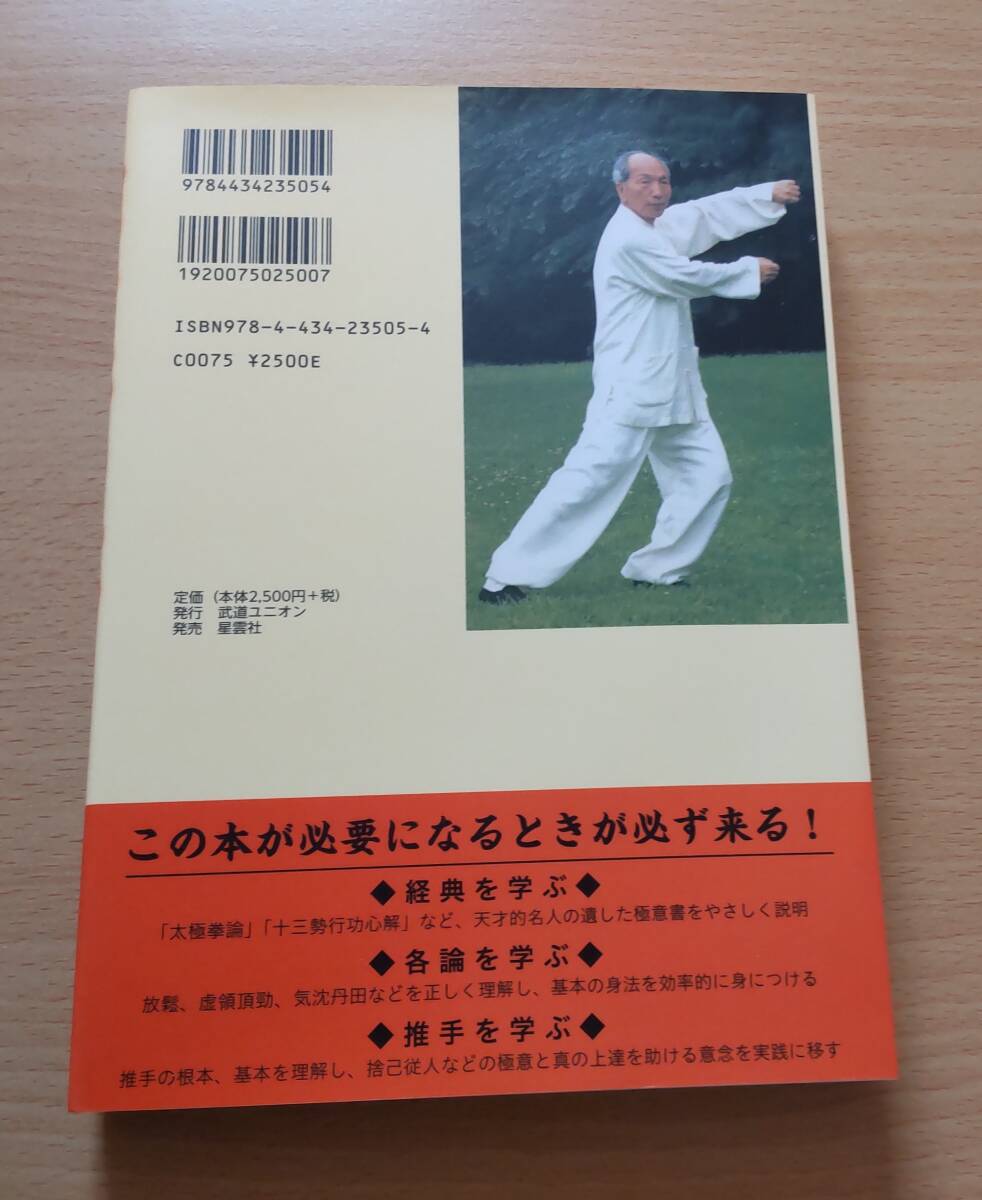 9784434235054
1920075025007
ISBN978-4-434-23505-4
C0075 ¥2500E
定価 (本体2,500円+税)
発行 武道ユニオン
発売 星雲社
この本が必要になるときが必ず来る！
◆経典を学ぶ◆
「太極拳論」「十三勢行功心解」など、天才的名人の遺した極意書をやさしく説明
◆各論を学ぶ◆
放鬆、虚領頂勁、気沈丹田などを正しく理解し、基本の身法を効率的に身につける
◆推手を学ぶ◆
推手の根本、基本を理解し、捨己従人などの極意と真の上達を助ける意念を実践に移す